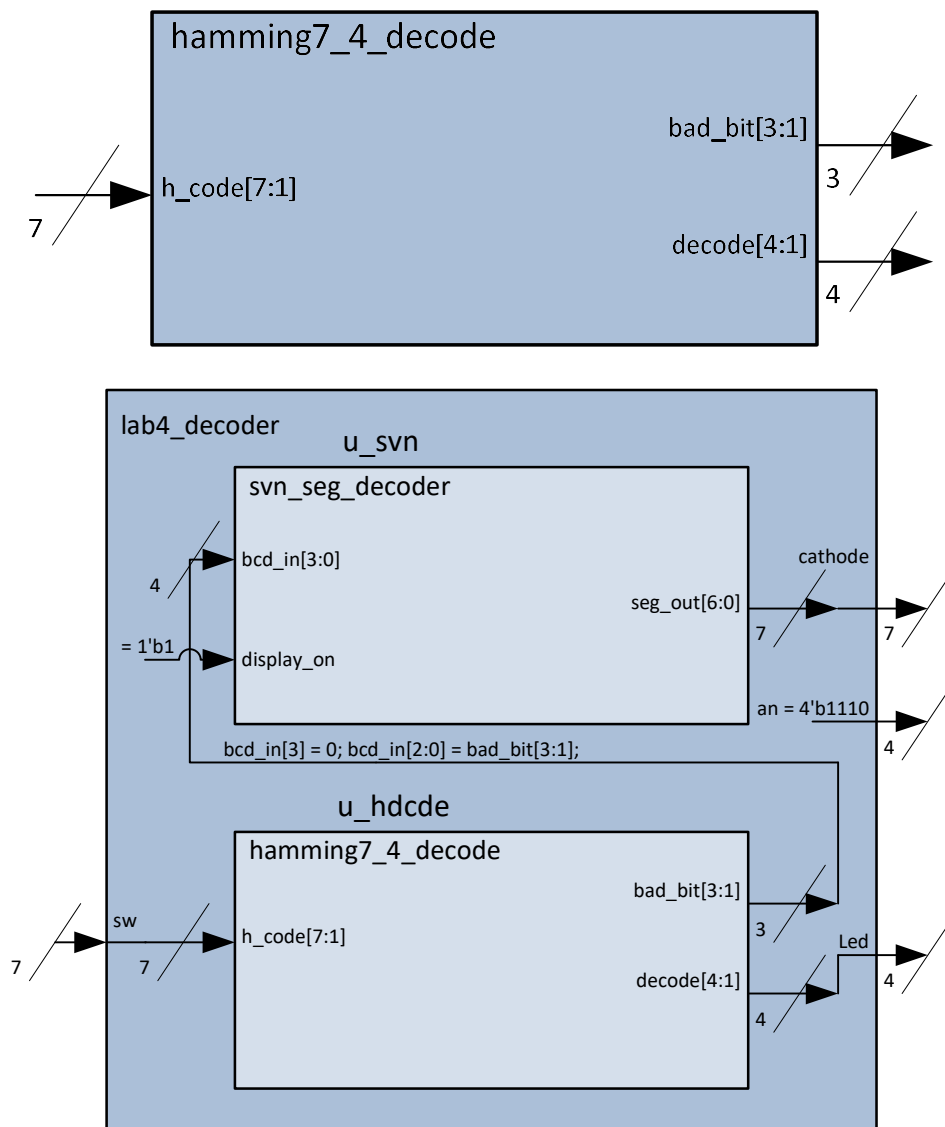 hamming7_4_decode
bad_bit[3:1]
3
h_code[7:1]
7
decode[4:1]
4
lab4_decoder
u_svn
svn_seg_decoder
bcd_in[3:0]
4
cathode
seg_out[6:0]
7
7
= 1'b1
display_on
an = 4'b1110
4
bcd_in[3] = 0; bcd_in[2:0] = bad_bit[3:1];
u_hdcde
hamming7_4_decode
bad_bit[3:1]
3
sw
h_code[7:1]
7
7
Led
decode[4:1]
4
4